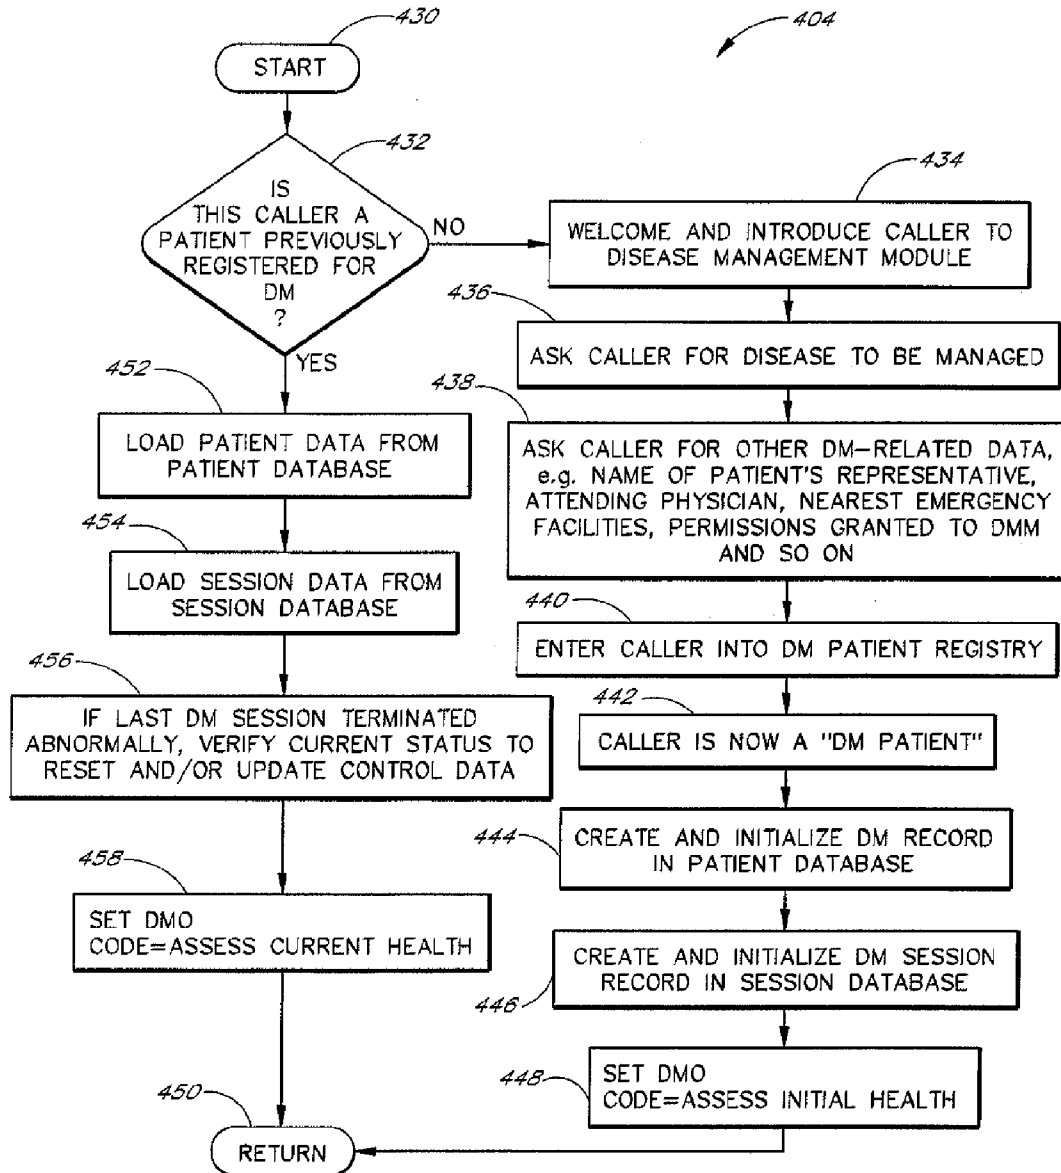 430
404
START
432
IS
THIS CALLER A
PATIENT PREVIOUSLY
REGISTERED FOR
DM
?
NO
YES
434
WELCOME AND INTRODUCE CALLER TO
DISEASE MANAGEMENT MODULE
436
ASK CALLER FOR DISEASE TO BE MANAGED
438
ASK CALLER FOR OTHER DM-RELATED DATA,
e.g. NAME OF PATIENT'S REPRESENTATIVE,
ATTENDING PHYSICIAN, NEAREST EMERGENCY
FACILITIES, PERMISSIONS GRANTED TO DMM
AND SO ON
440
ENTER CALLER INTO DM PATIENT REGISTRY
442
CALLER IS NOW A "DM PATIENT"
444
CREATE AND INITIALIZE DM RECORD
IN PATIENT DATABASE
446
CREATE AND INITIALIZE DM SESSION
RECORD IN SESSION DATABASE
448
SET DMO
CODE=ASSESS INITIAL HEALTH
452
LOAD PATIENT DATA FROM
PATIENT DATABASE
454
LOAD SESSION DATA FROM
SESSION DATABASE
456
IF LAST DM SESSION TERMINATED
ABNORMALLY, VERIFY CURRENT STATUS TO
RESET AND/OR UPDATE CONTROL DATA
458
SET DMO
CODE=ASSESS CURRENT HEALTH
450
RETURN